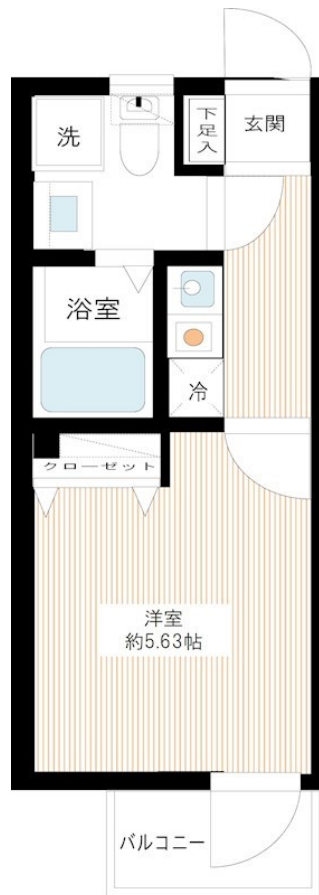 洗
下足入
玄関
浴室
冷
クローゼット
洋室
約5.63帖
バルコニー